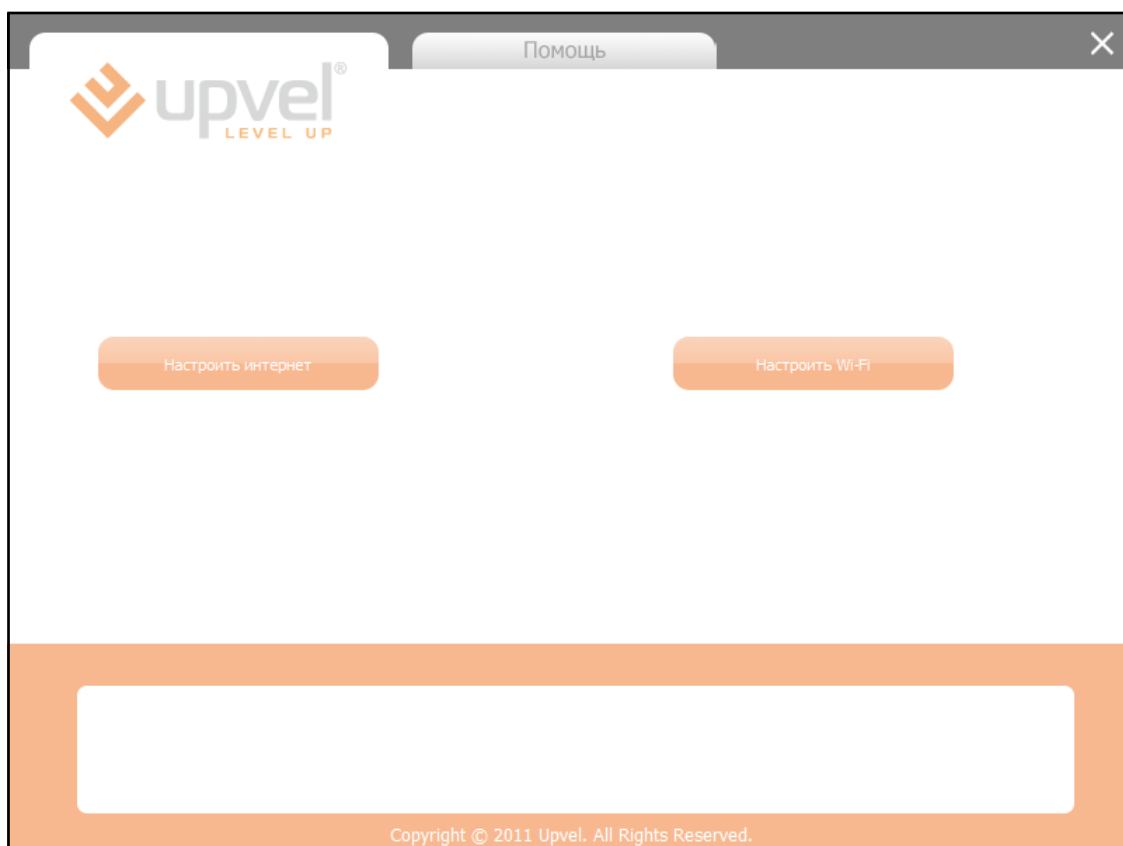 Помощь
upvel®
LEVEL UP
Настроить интернет
Настроить Wi-Fi
Copyright © 2011 Upvel. All Rights Reserved.